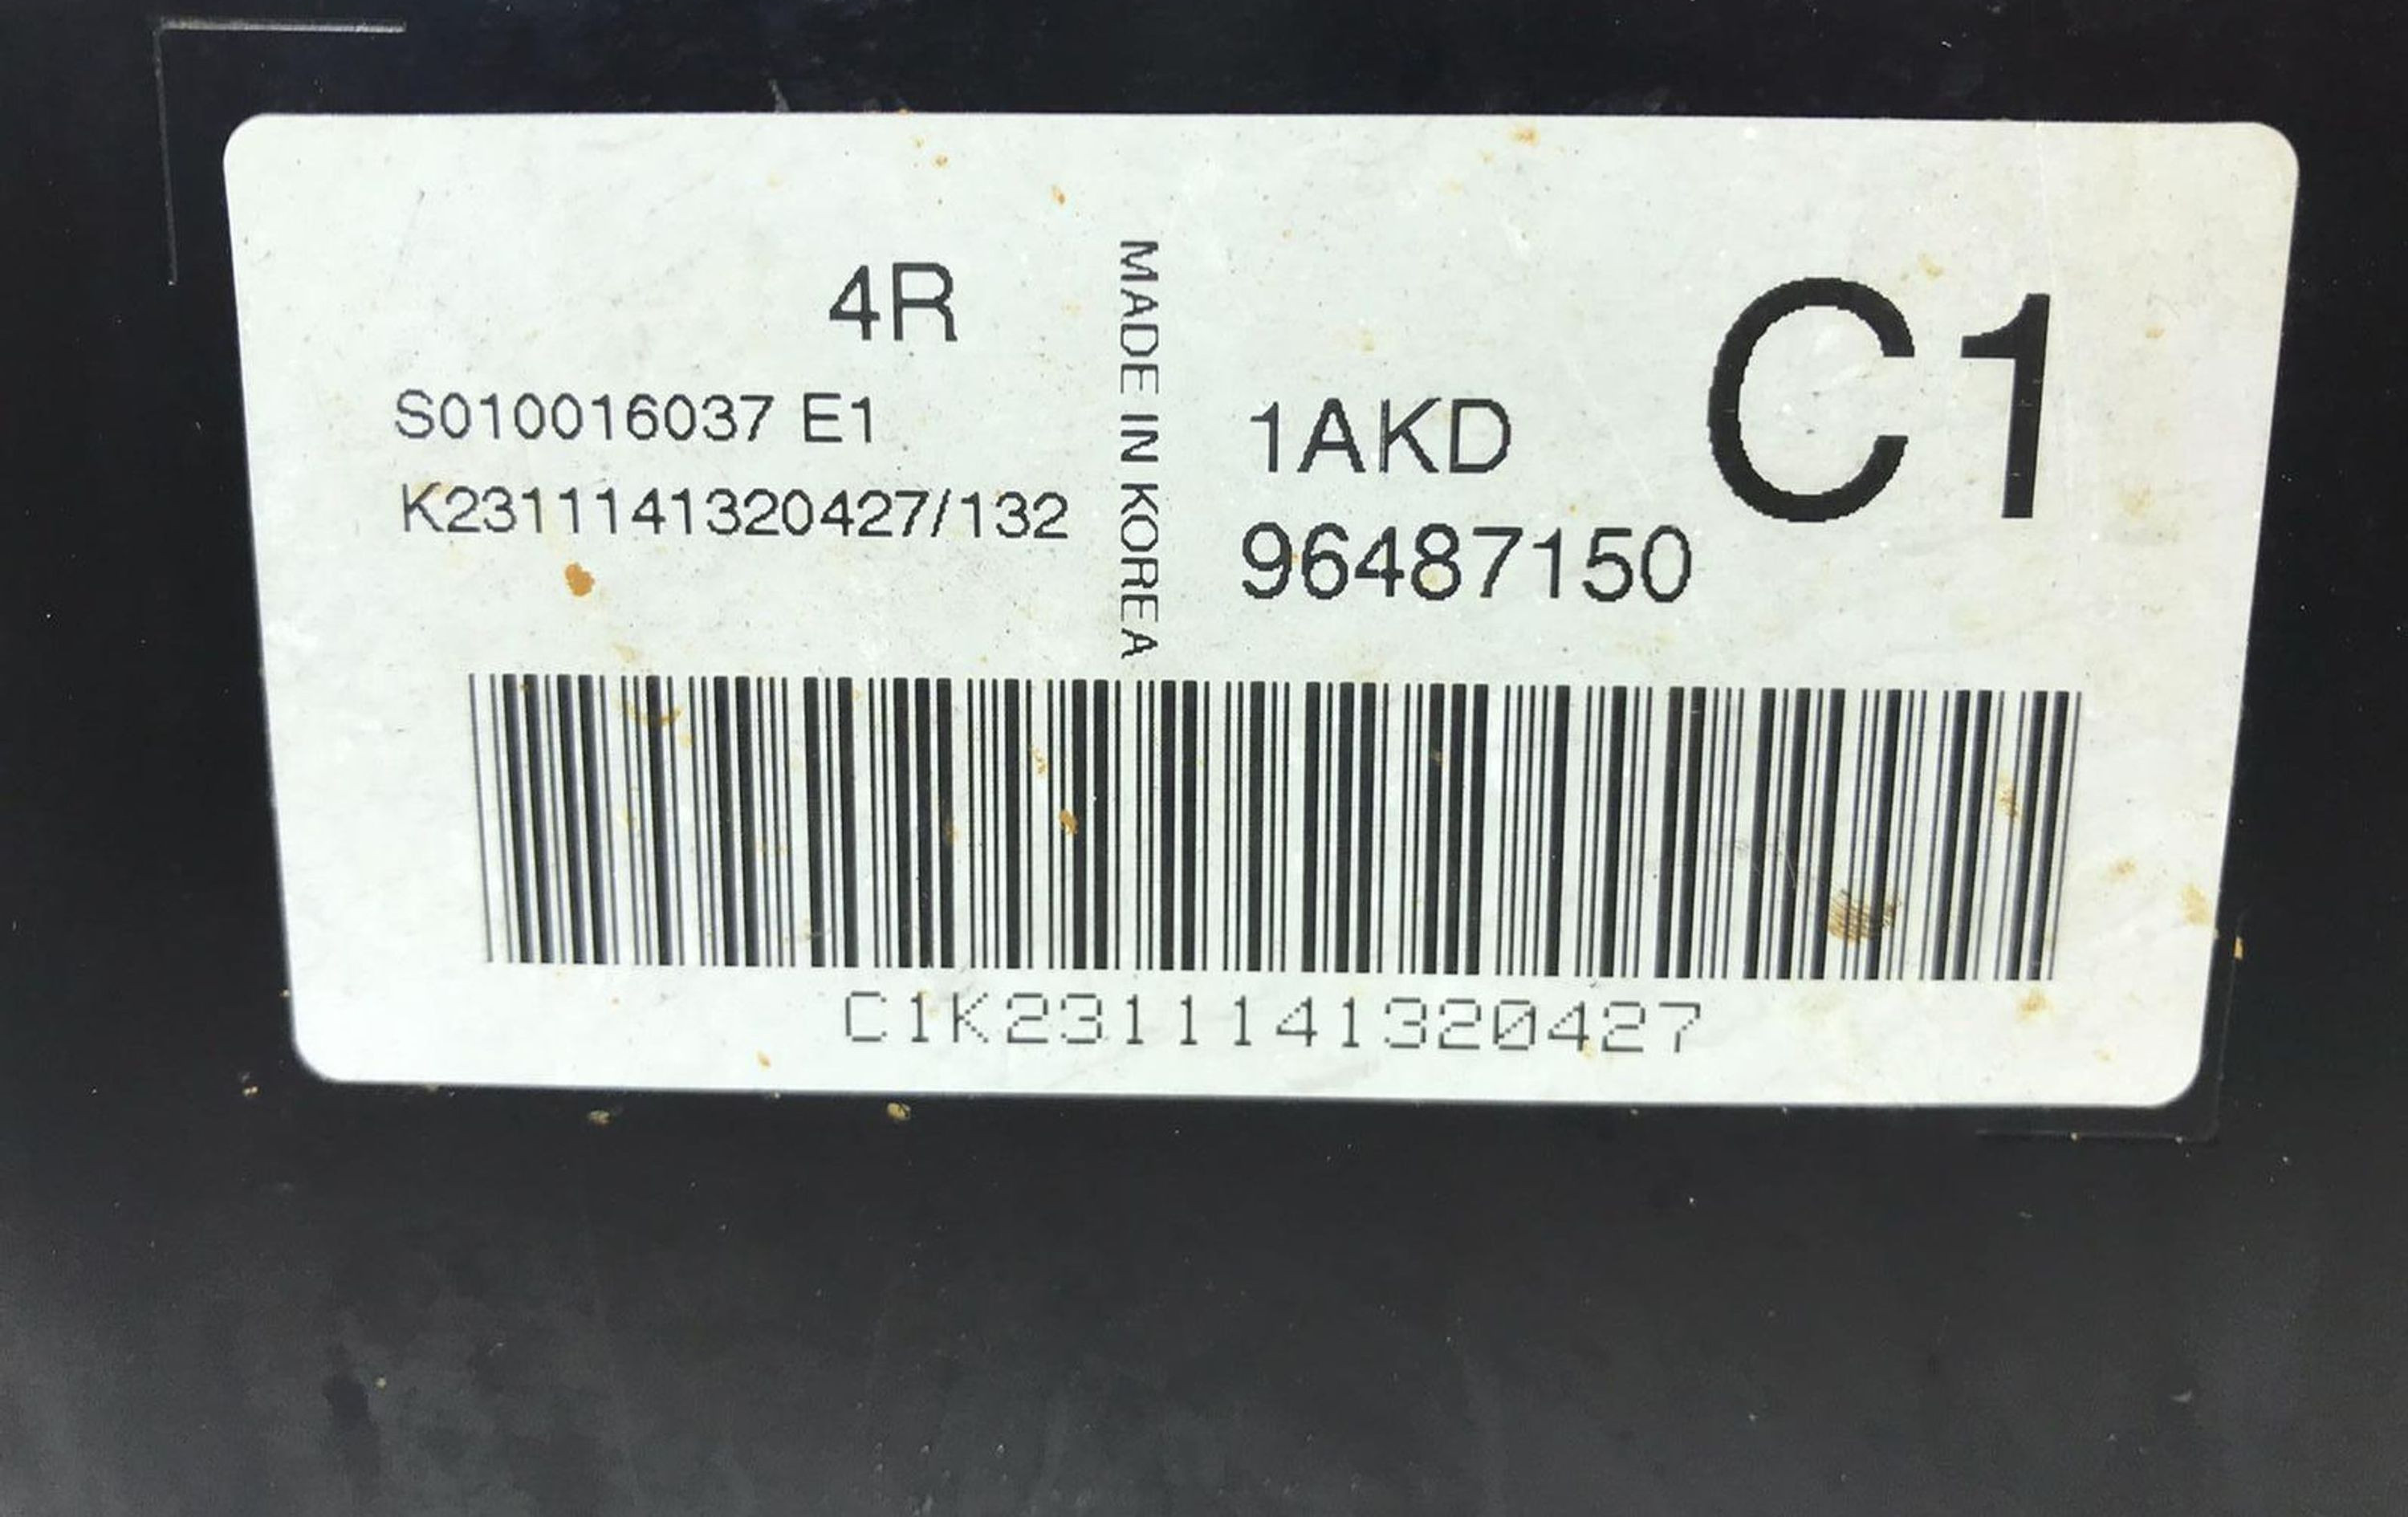 4R
S010016037 E1
K2311141320427/132
MADE IN KOREA
C1
1AKD
96487150
C1K2311141320427